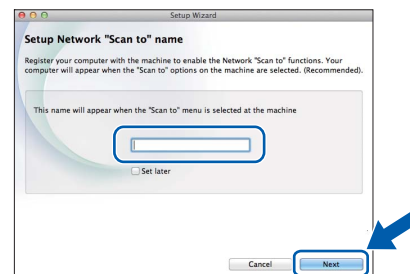 Setup Wizard
Setup Network "Scan to" name
Register your computer with the machine to enable the Network "Scan to" functions. Your
computer will appear when the "Scan to" options on the machine are selected. (Recommended).
This name will appear when the "Scan to" menu is selected at the machine
Set later
Cancel
Next